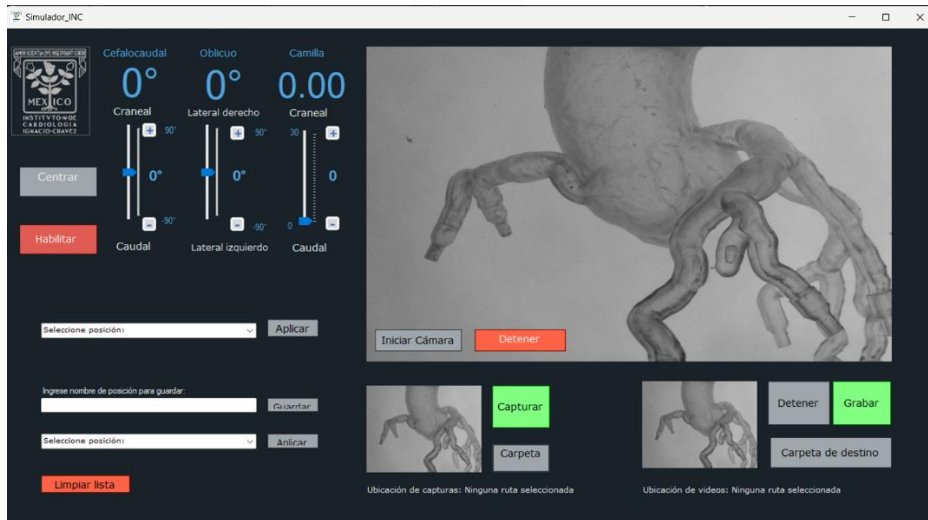 Simulador_INC
Cefalocaudal
Oblicuo
Camilla
0°
0°
0.00
Craneal
Lateral derecho
Craneal
90°
90°
30
0°
0°
0
-90°
-90°
0
Caudal
Lateral izquierdo
Caudal
MEXICO
INSTITVTO·N·DE
CARDIOLOGIA
IGNACIO·CHAVEZ
Centrar
Habilitar
Seleccione posición:
Aplicar
Ingrese nombre de posición para guardar:
Guardar
Seleccione posición:
Aplicar
Limpiar lista
Iniciar Cámara
Detener
Capturar
Carpeta
Ubicación de capturas: Ninguna ruta seleccionada
Detener
Grabar
Carpeta de destino
Ubicación de videos: Ninguna ruta seleccionada